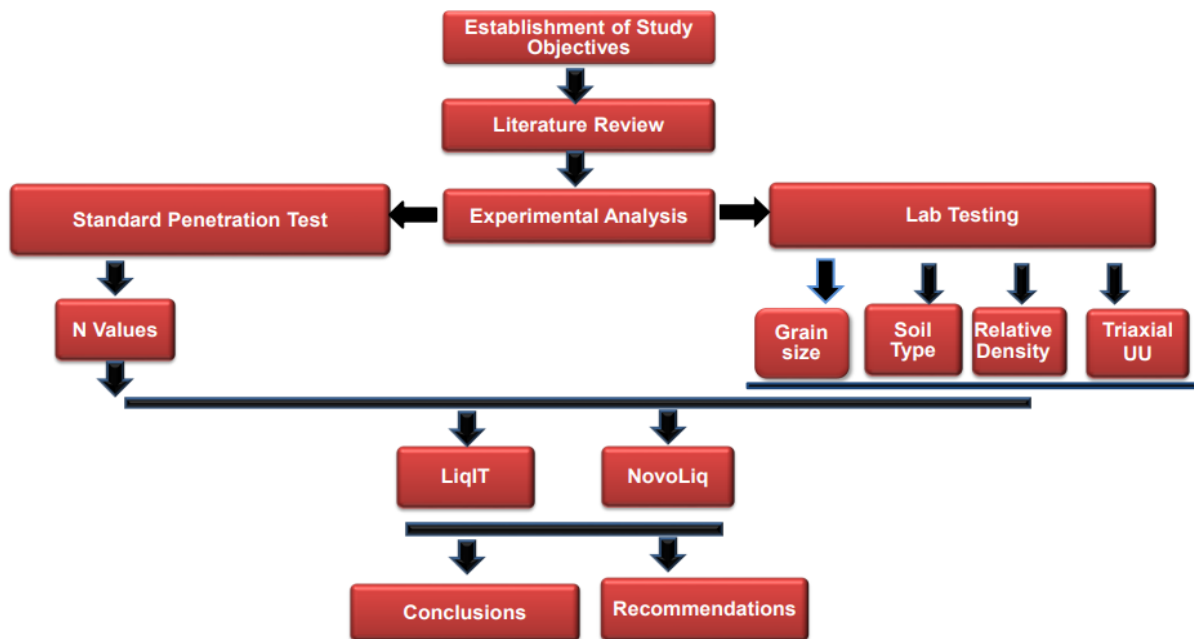 Establishment of Study
Objectives
Literature Review
Standard Penetration Test
Experimental Analysis
Lab Testing
N Values
Grain
size
Soil
Type
Relative
Density
Triaxial
UU
LiqIT
NovoLiq
Conclusions
Recommendations